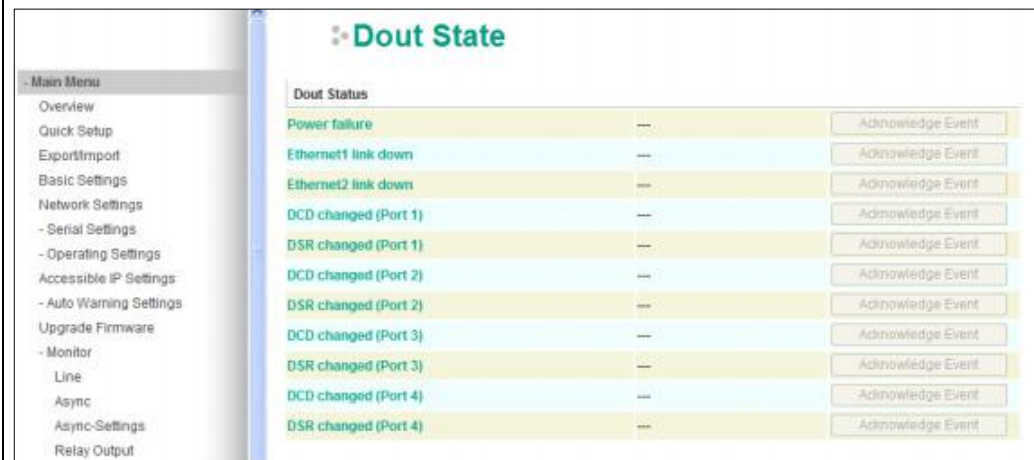 Dout State
- Main Menu
Overview
Quick Setup
Export/Import
Basic Settings
Network Settings
- Serial Settings
- Operating Settings
Accessible IP Settings
- Auto Warning Settings
Upgrade Firmware
- Monitor
Line
Async
Async-Settings
Relay Output
Dout Status
Power failure --- Acknowledge Event
Ethernet1 link down --- Acknowledge Event
Ethernet2 link down --- Acknowledge Event
DCD changed (Port 1) --- Acknowledge Event
DSR changed (Port 1) --- Acknowledge Event
DCD changed (Port 2) --- Acknowledge Event
DSR changed (Port 2) --- Acknowledge Event
DCD changed (Port 3) --- Acknowledge Event
DSR changed (Port 3) --- Acknowledge Event
DCD changed (Port 4) --- Acknowledge Event
DSR changed (Port 4) --- Acknowledge Event